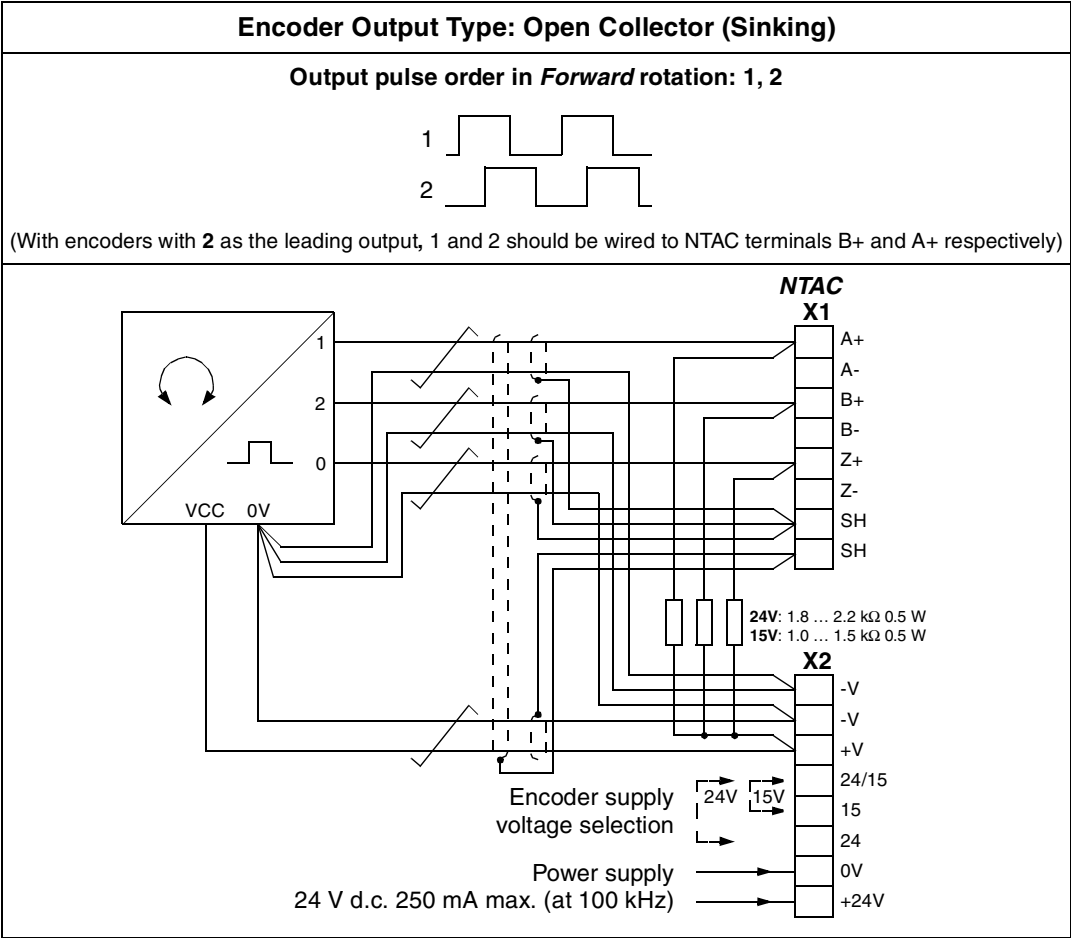 Encoder Output Type: Open Collector (Sinking)
Output pulse order in Forward rotation: 1, 2
1
2
(With encoders with 2 as the leading output, 1 and 2 should be wired to NTAC terminals B+ and A+ respectively)
NTAC
X1
1
2
0
VCC 0V
A+
A-
B+
B-
Z+
Z-
SH
SH
24V: 1.8 … 2.2 kΩ 0.5 W
15V: 1.0 … 1.5 kΩ 0.5 W
X2
-V
-V
+V
24/15
15
24
0V
+24V
Encoder supply
voltage selection
24V
15V
Power supply
24 V d.c. 250 mA max. (at 100 kHz)